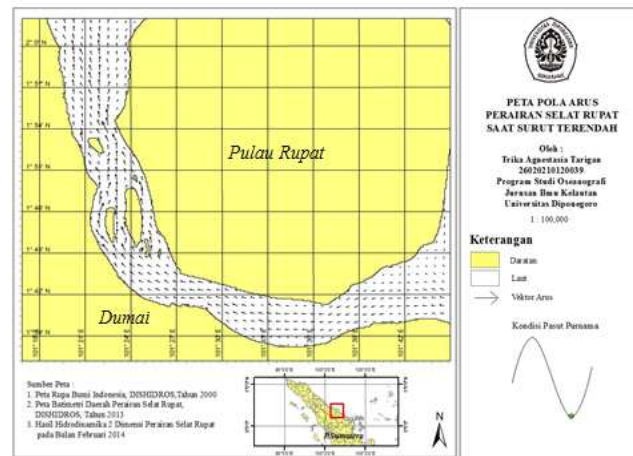 Pulau Rupat
Dumai
PETA POLA ARUS
PERAIRAN SELAT RUPAT
SAAT SURUT TERENDAH
Oleh :
Trika Agnestasia Tarigan
26020210120039
Program Studi Oseanografi
Jurusan Ilmu Kelautan
Universitas Diponegoro
1 : 100,000
Keterangan
Daratan
Laut
Vektor Arus
Kondisi Pasut Purnama
Sumber Peta :
1. Peta Rupa Bumi Indonesia, DISHIDROS, Tahun 2000
2. Peta Batimetri Daerah Perairan Selat Rupat,
DISHIDROS, Tahun 2013
3. Hasil Hidrodinamika 2 Dimensi Perairan Selat Rupat
pada Bulan Februari 2014
P.Sumatera
N